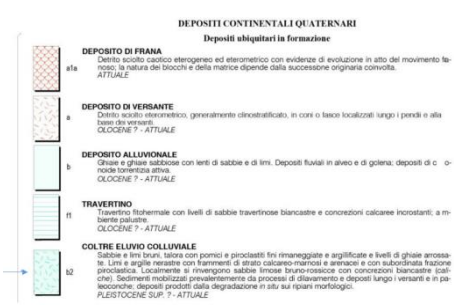 DEPOSITI CONTINENTALI QUATERNARI
Depositi ubiquitari in formazione
DEPOSITO DI FRANA
a1a
Detrito sciolto caotico eterogeneo ed eterometrico con evidenze di evoluzione in atto del movimento fra-
noso; la natura dei blocchi e della matrice dipende dalla successione originaria coinvolta.
ATTUALE
DEPOSITO DI VERSANTE
a
Detrito sciolto eterometrico, generalmente clinostratificato, in coni o fasce localizzati lungo i pendii e alla
base dei versanti.
OLOCENE ? - ATTUALE
DEPOSITO ALLUVIONALE
b
Ghiaie e ghiaie sabbiose con lenti di sabbie e di limi. Depositi fluviali in alveo e di golena; depositi di c o-
noide torrentizia attiva.
OLOCENE ? - ATTUALE
TRAVERTINO
f1
Travertino fitohermale con livelli di sabbie travertinose biancastre e concrezioni calcaree incrostanti; a m-
biente palustre.
OLOCENE ? - ATTUALE
COLTRE ELUVIO COLLUVIALE
b2
Sabbie e limi bruni, talora con pomici e piroclastiti fini rimaneggiate e argillificate e livelli di ghiaie arrossa-
te. Limi e argille nerastre con frammenti di strato calcareo-marnosi e arenacei e con subordinata frazione
piroclastica. Localmente si rinvengono sabbie limose bruno-rossicce con concrezioni biancastre (cali-
che). Sedimenti mobilizzati prevalentemente da processi di dilavamento e deposti lungo i versanti e in pa-
leoconche; depositi prodotti dalla degradazione in situ sui ripiani morfologici.
PLEISTOCENE SUP. ? - ATTUALE